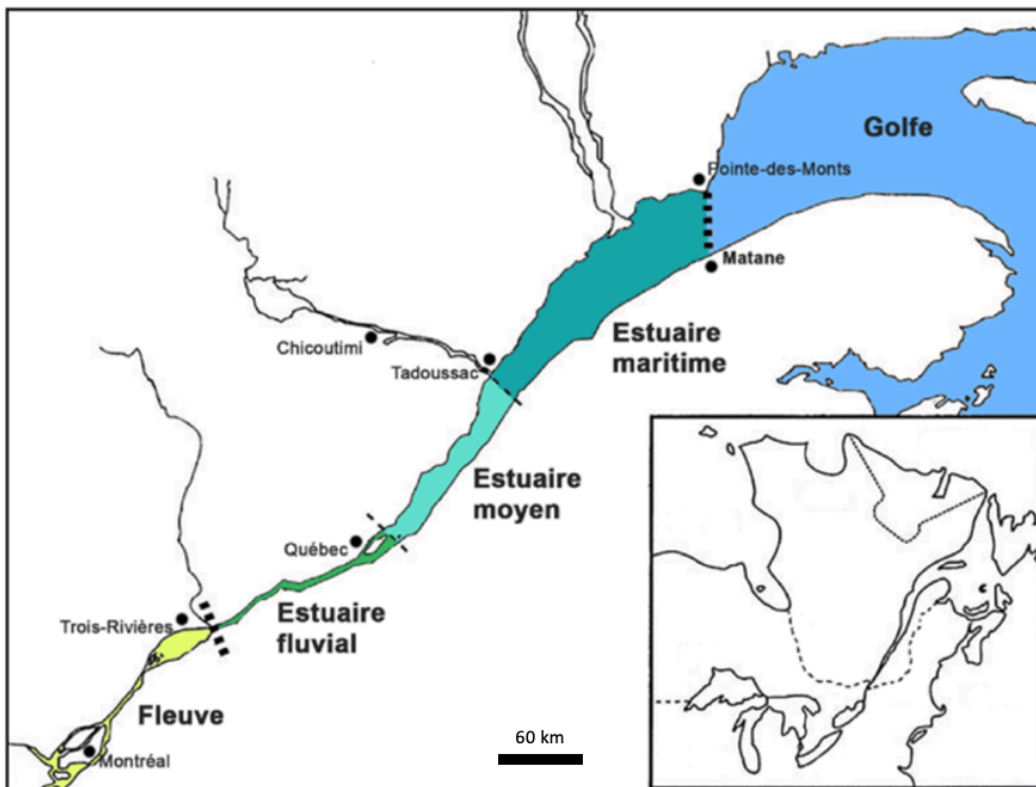 Golfe
Pointe-des-Monts
Matane
Estuaire
maritime
Chicoutimi
Tadoussac
Estuaire
moyen
Québec
Estuaire
fluvial
Trois-Rivières
Fleuve
60 km
Montréal